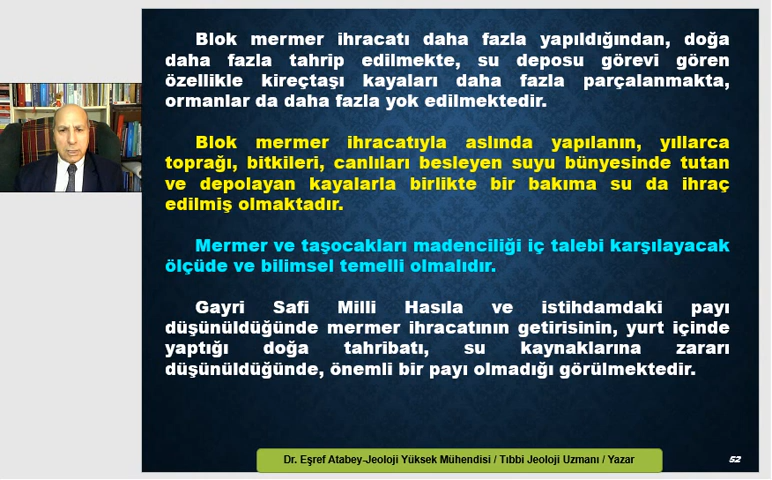 Blok mermer ihracatı daha fazla yapıldığından, doğa
daha fazla tahrip edilmekte, su deposu görevi gören
özellikle kireçtaşı kayaları daha fazla parçalanmakta,
ormanlar da daha fazla yok edilmektedir.
Blok mermer ihracatıyla aslında yapılanın, yıllarca
toprağı, bitkileri, canlıları besleyen suyu bünyesinde tutan
ve depolayan kayalarla birlikte bir bakıma su da ihraç
edilmiş olmaktadır.
Mermer ve taşocakları madenciliği iç talebi karşılayacak
ölçüde ve bilimsel temelli olmalıdır.
Gayri Safi Milli Hasıla ve istihdamdaki payı
düşünüldüğünde mermer ihracatının getirisinin, yurt içinde
yaptığı doğa tahribatı, su kaynaklarına zararı
düşünüldüğünde, önemli bir payı olmadığı görülmektedir.
Dr. Eşref Atabey-Jeoloji Yüksek Mühendisi / Tıbbi Jeoloji Uzmanı / Yazar
52